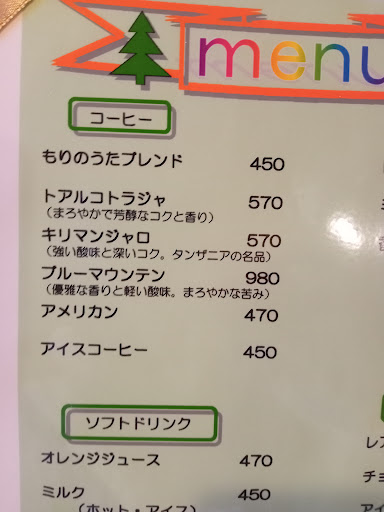 menu
コーヒー
もりのうたブレンド 450
トアルコトラジャ 570
(まろやかで芳醇なコクと香り)
キリマンジャロ 570
(強い酸味と深いコク。タンザニアの名品)
ブルーマウンテン 980
(優雅な香りと軽い酸味。まろやかな苦み)
アメリカン 470
アイスコーヒー 450
ソフトドリンク
オレンジジュース 470
ミルク 450
(ホット・アイス)
レア
チョ
アイ